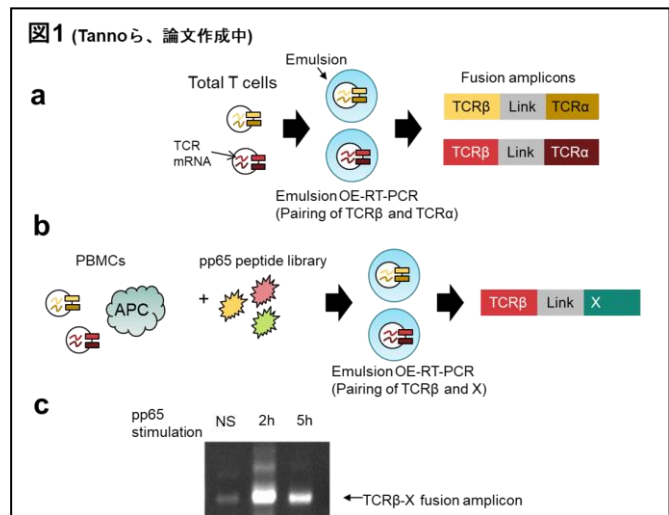 図1 (Tannoら、論文作成中)
a
Total T cells
TCR
mRNA
Emulsion
Emulsion OE-RT-PCR
(Pairing of TCRβ and TCRα)
Fusion amplicons
TCRβ Link TCRα
TCRβ Link TCRα
b
PBMCs
APC
+
pp65 peptide library
Emulsion OE-RT-PCR
(Pairing of TCRβ and X)
TCRβ Link X
c
pp65
stimulation
NS 2h 5h
TCRβ-X fusion amplicon